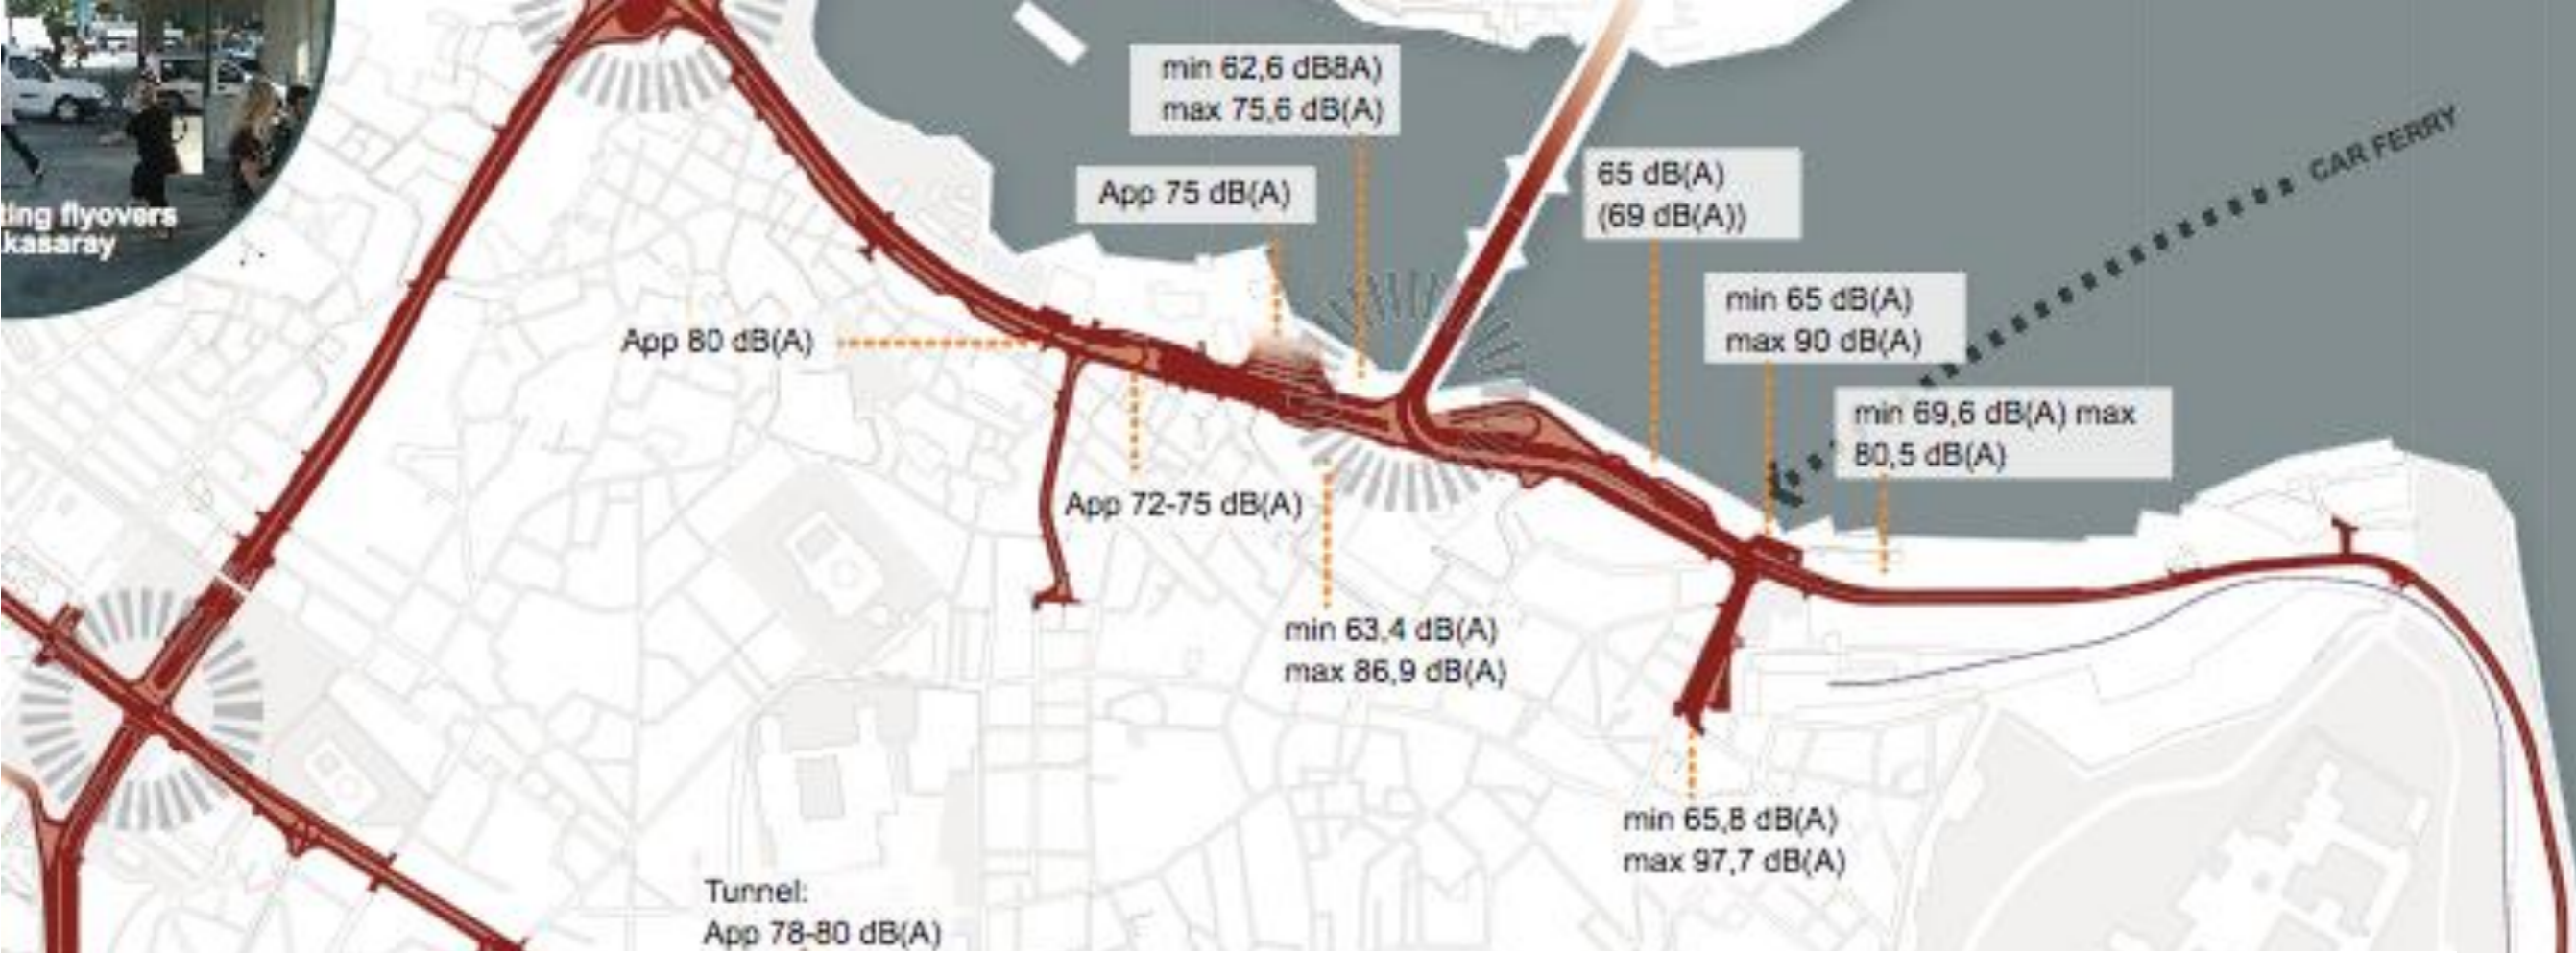 min 62,6 dB8A)
max 75,6 dB(A)
App 75 dB(A)
65 dB(A)
(69 dB(A))
CAR FERRY
ting flyovers
kasaray
min 65 dB(A)
max 90 dB(A)
App 80 dB(A)
min 69,6 dB(A) max
80,5 dB(A)
App 72-75 dB(A)
min 63,4 dB(A)
max 86,9 dB(A)
min 65,8 dB(A)
max 97,7 dB(A)
Tunnel:
App 78-80 dB(A)